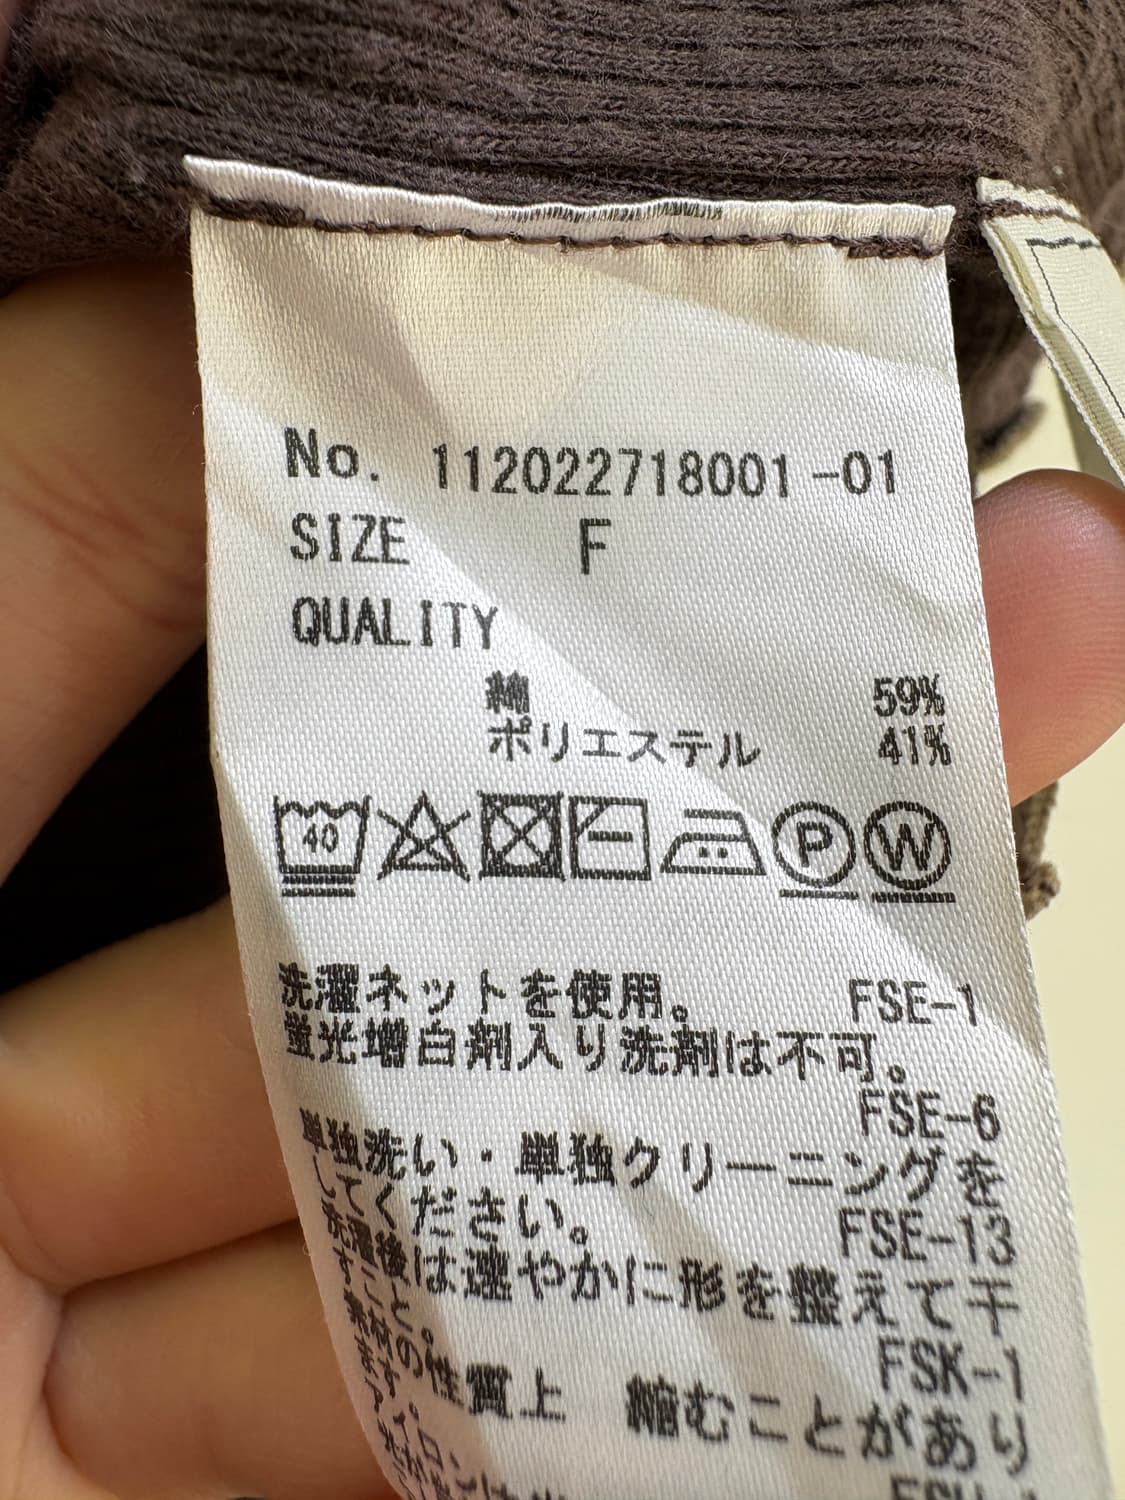 No. 112022718001-01
SIZE F
QUALITY
綿 59%
ポリエステル 41%
40 P W
洗濯ネットを使用。 FSE-1
蛍光増白剤入り洗剤は不可。
FSE-6
単独洗い・単独クリーニングを
してください。 FSE-13
洗濯後は速やかに形を整えて干
すこと。 FSK-1
素材の性質上 縮むことがあり
ます。